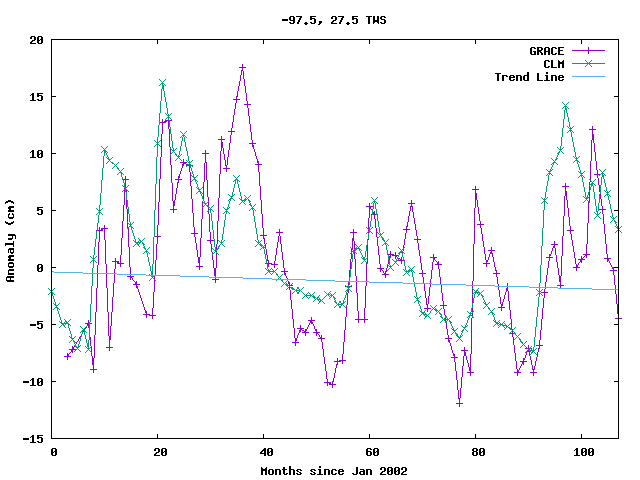 -97.5, 27.5 TWS
GRACE
CLM
Trend Line
20
15
10
5
0
-5
-10
-15
Anomaly (cm)
0 20 40 60 80 100
Months since Jan 2002